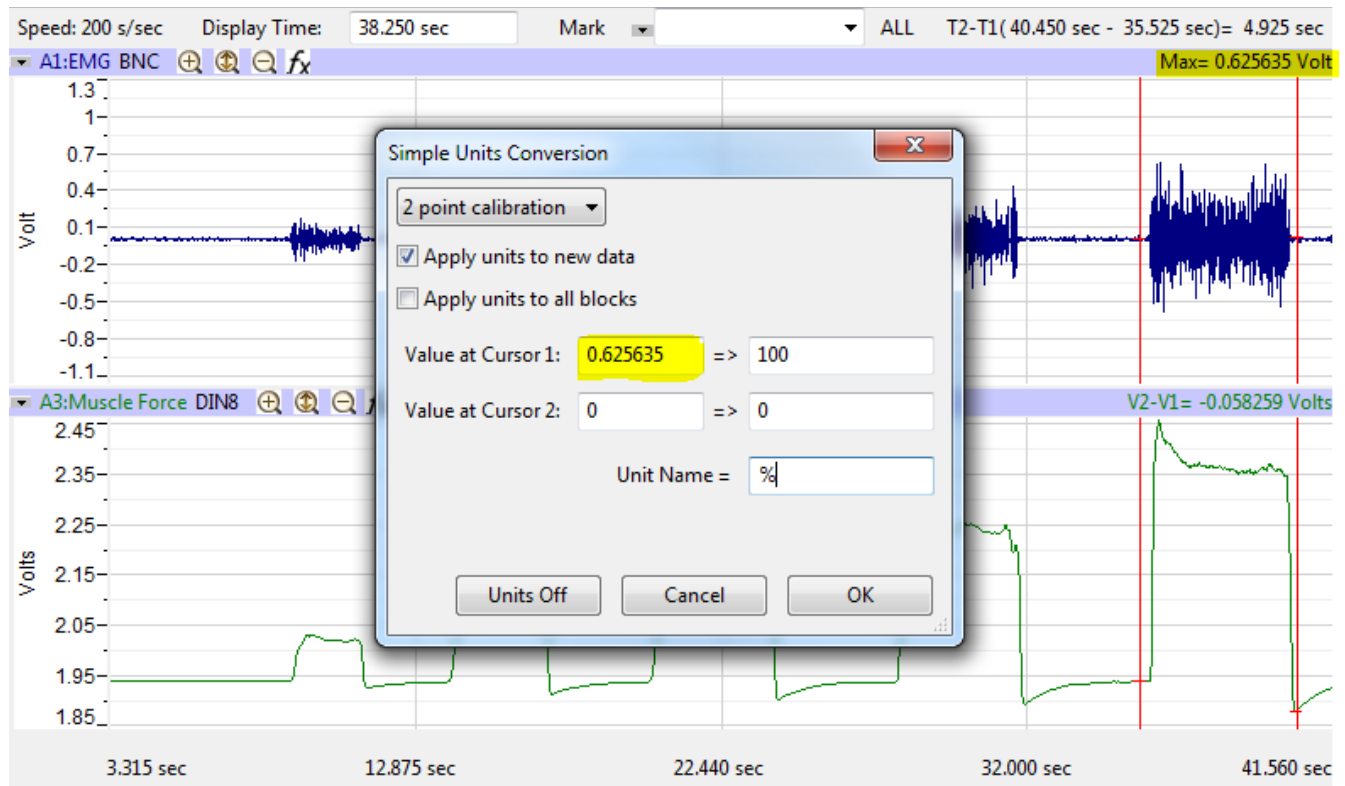 Speed: 200 s/sec Display Time: 38.250 sec Mark ALL T2-T1( 40.450 sec - 35.525 sec)= 4.925 sec
A1:EMG BNC fx Max= 0.625635 Volt
1.3
1
0.7
0.4
0.1
-0.2
-0.5
-0.8
-1.1
Volt
Simple Units Conversion
2 point calibration
Apply units to new data
Apply units to all blocks
Value at Cursor 1: 0.625635 => 100
Value at Cursor 2: 0 => 0
Unit Name = %
Units Off Cancel OK
A3:Muscle Force DIN8 V2-V1= -0.058259 Volts
2.45
2.35
2.25
2.15
2.05
1.95
1.85
Volts
3.315 sec 12.875 sec 22.440 sec 32.000 sec 41.560 sec